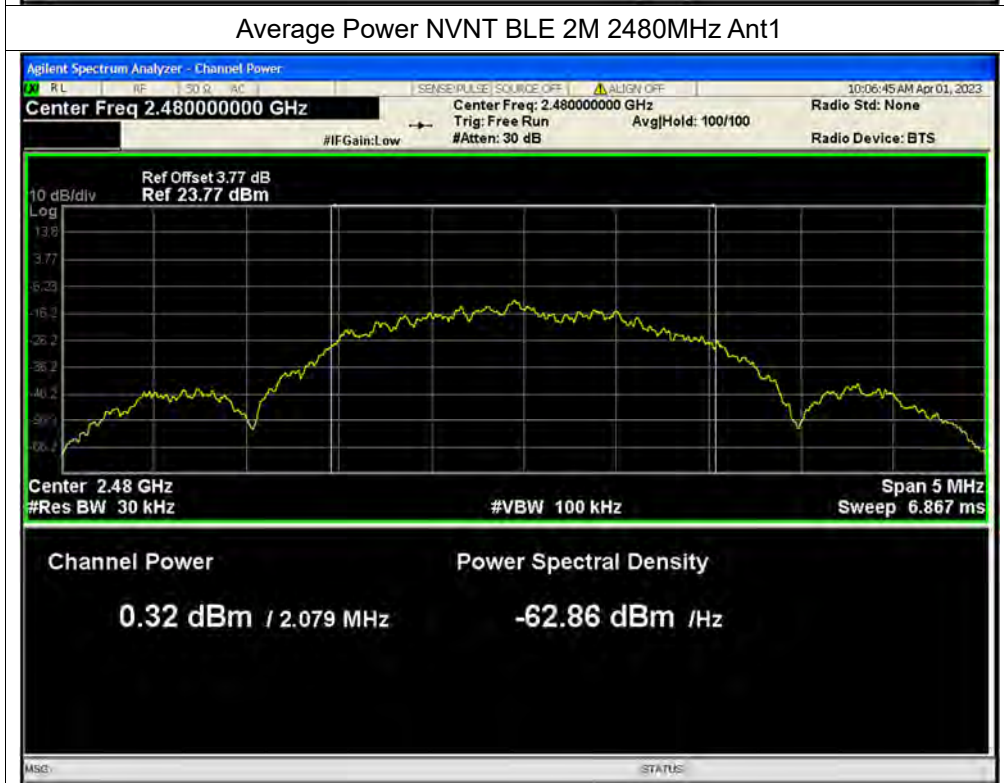 Average Power NVNT BLE 2M 2480MHz Ant1
Agilent Spectrum Analyzer - Channel Power
RL RF 50 Ω AC SENSE:PULSE SOURCE OFF ALIGN OFF 10:06:45 AM Apr 01, 2023
Center Freq 2.480000000 GHz Center Freq: 2.480000000 GHz Radio Std: None
Trig: Free Run Avg|Hold: 100/100
#IFGain:Low #Atten: 30 dB Radio Device: BTS
Ref Offset 3.77 dB
10 dB/div Ref 23.77 dBm
Log
13.8
3.77
-6.23
-16.2
-26.2
-36.2
-46.2
-56.2
-66.2
Center 2.48 GHz Span 5 MHz
#Res BW 30 kHz #VBW 100 kHz Sweep 6.867 ms
Channel Power Power Spectral Density
0.32 dBm / 2.079 MHz -62.86 dBm /Hz
MSG STATUS